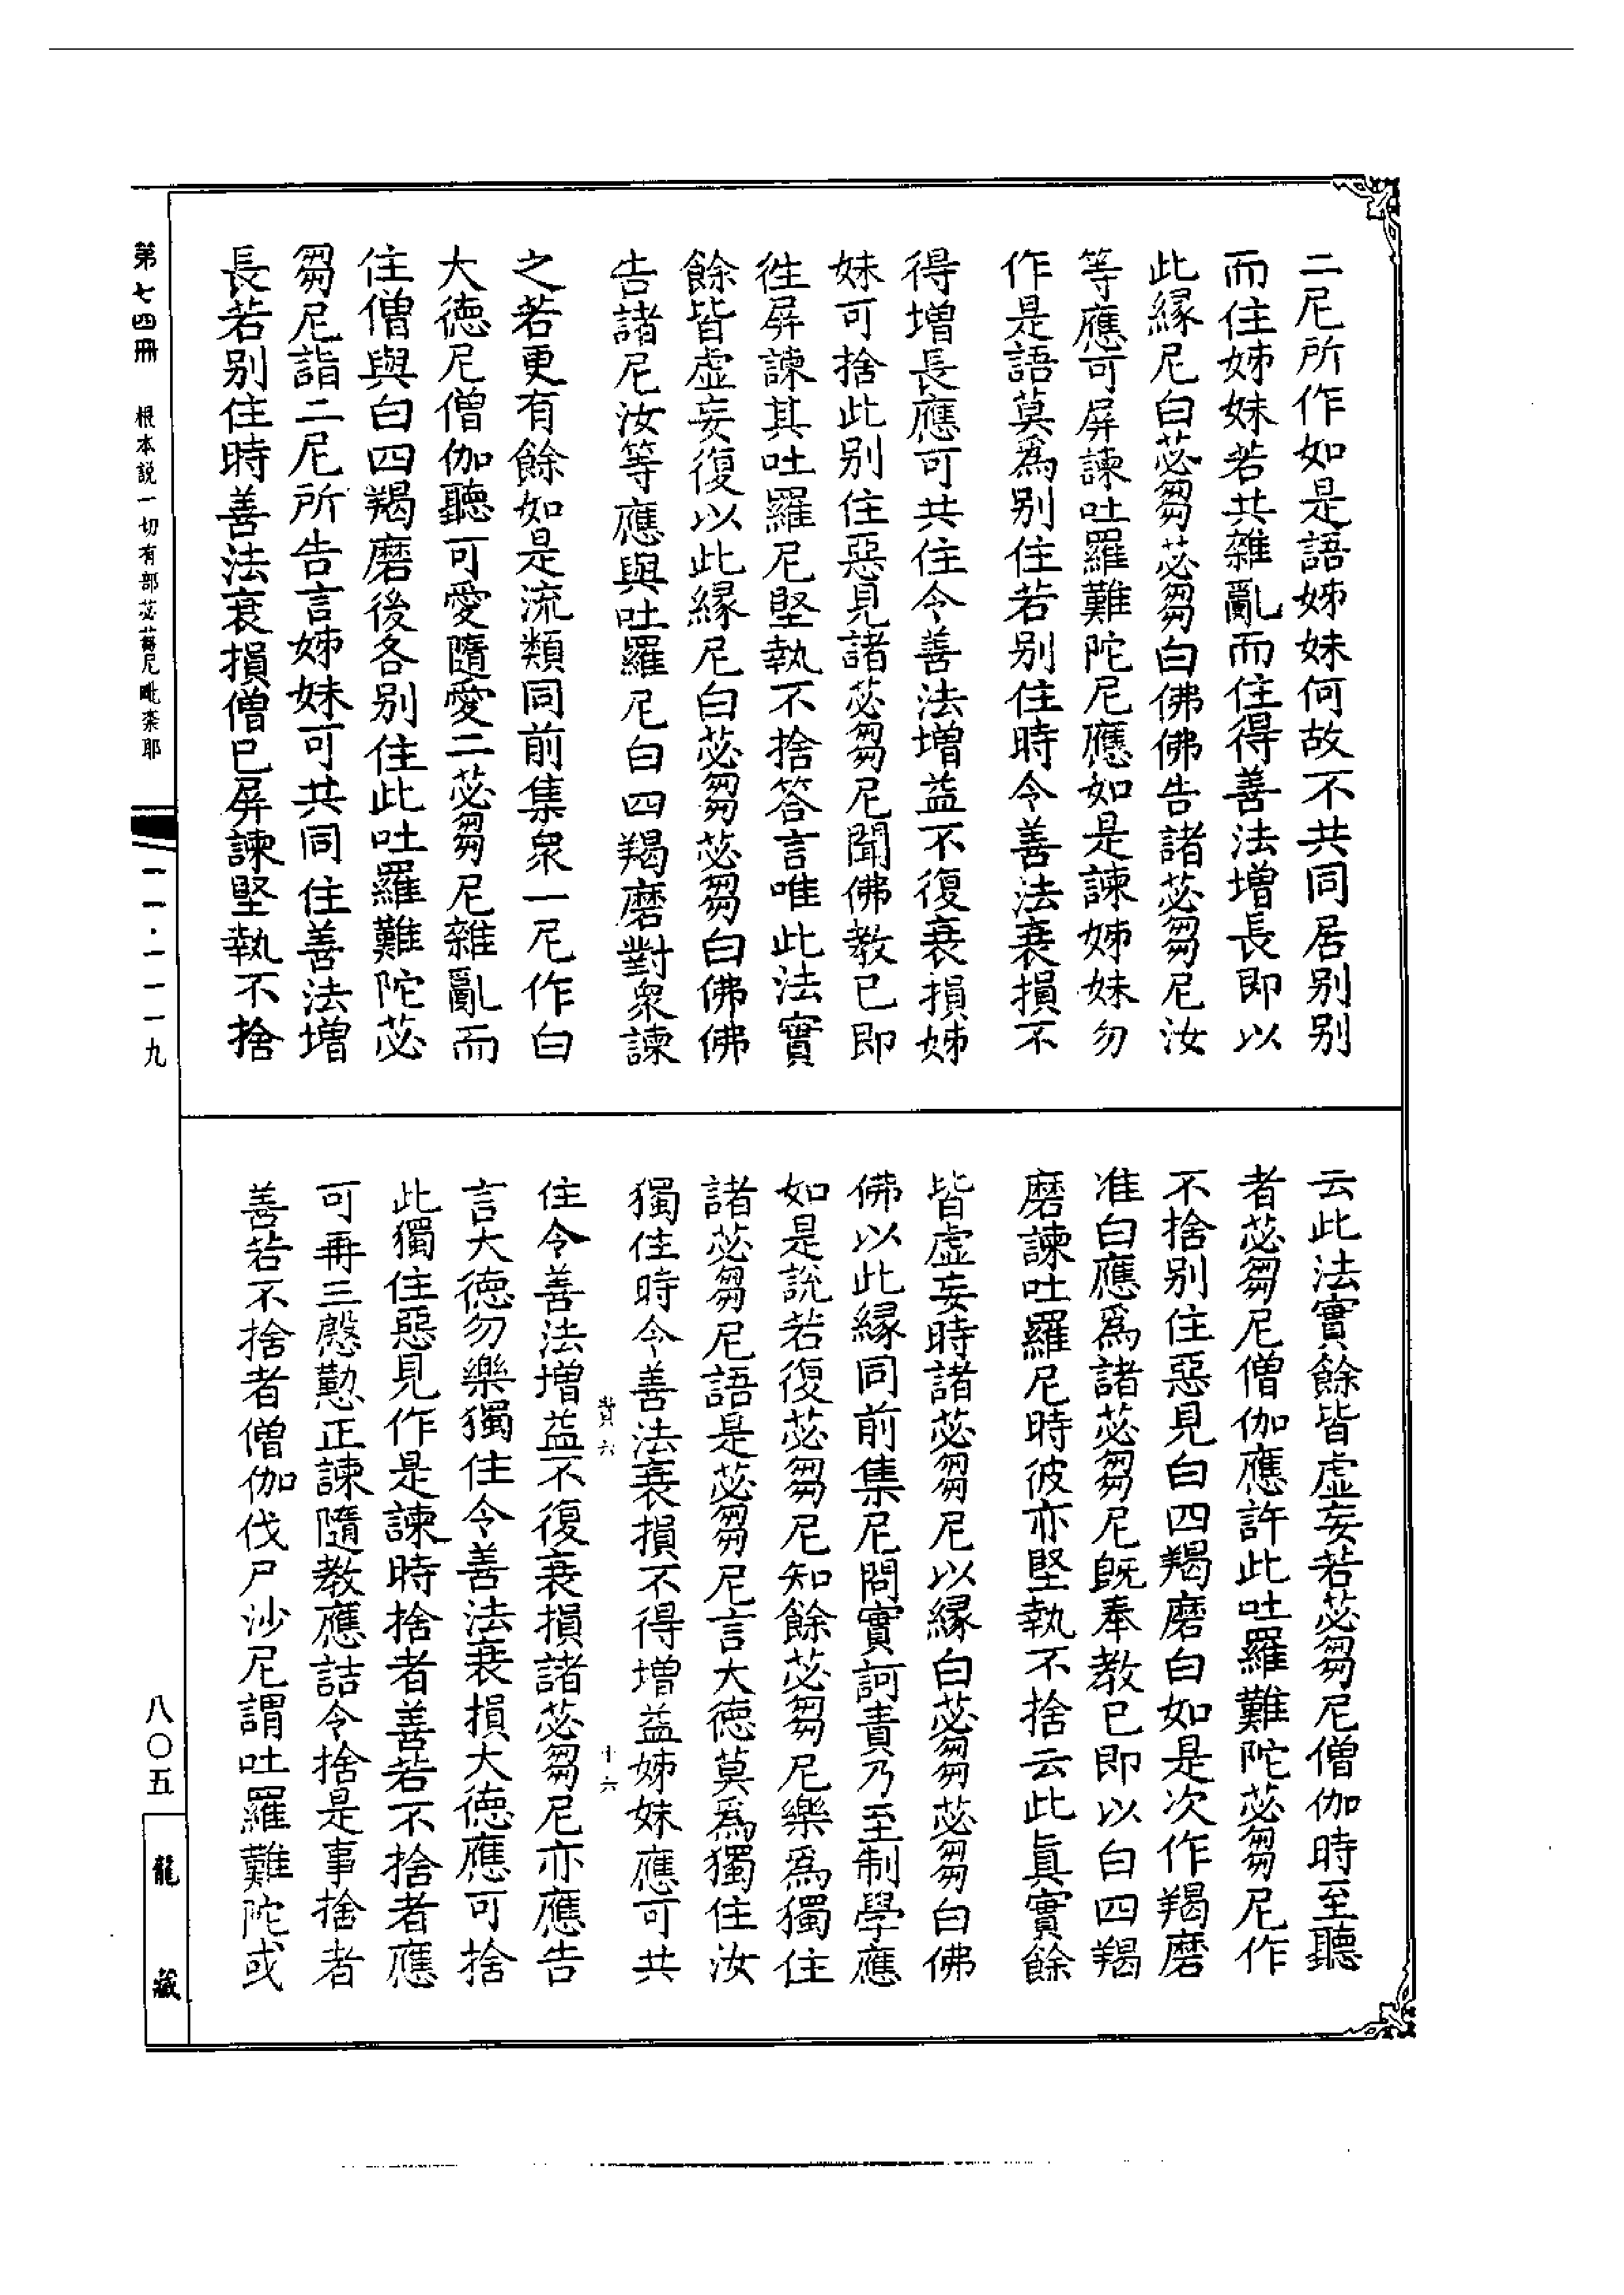 二尼所作如是語姊妹何故不共同居别别
而住姊妹若共雜亂而住得善法增長即以
此緣尼白苾芻苾芻白佛佛告諸苾芻尼汝
等應可屏諫吐羅難陀尼應如是諫姊妹勿
作是語莫爲别住若别住時令善法衰損不
得增長應可共住令善法增益不復衰損姊
妹可捨此别住惡見諸苾芻尼聞佛教已即
徃屏諫其吐羅尼堅執不捨答言唯此法實
餘皆虛妄復以此緣尼白苾芻苾芻白佛佛
告諸尼汝等應與吐羅尼白四羯磨對衆諫
之若更有餘如是流類同前集衆一尼作白
大德尼僧伽聽可愛隨愛二苾芻尼雜亂而
住僧與白四羯磨後各别住此吐羅難陀苾
芻尼詣二尼所告言姊妹可共同住善法增
長若别住時善法衰損僧已屏諫堅執不捨
云此法實餘皆虛妄若苾芻尼僧伽時至聽
者苾芻尼僧伽應許此吐羅難陀苾芻尼作
不捨别住惡見白四羯磨白如是次作羯磨
准白應爲諸苾芻尼旣奉教已即以白四羯
磨諫吐羅尼時彼亦堅執不捨云此眞實餘
皆虛妄時諸苾芻尼以緣白苾芻苾芻白佛
佛以此緣同前集尼問實訶責乃至制學應
如是說若復苾芻尼知餘苾芻尼樂爲獨住
諸苾芻尼語是苾芻尼言大德莫爲獨住汝
獨住時令善法衰損不得增益姊妹應可共
住令善法增益不復衰損諸苾芻尼亦應告
言大德勿樂獨住令善法衰損大德應可捨
此獨住惡見作是諫時捨者善若不捨者應
可再三慇懃正諫隨教應詰令捨是事捨者
善若不捨者僧伽伐尸沙尼謂吐羅難陀或
十六
第七四冊
根本説一切有部苾蒭尼毗柰耶
一一·一一一九
八〇五
龍藏